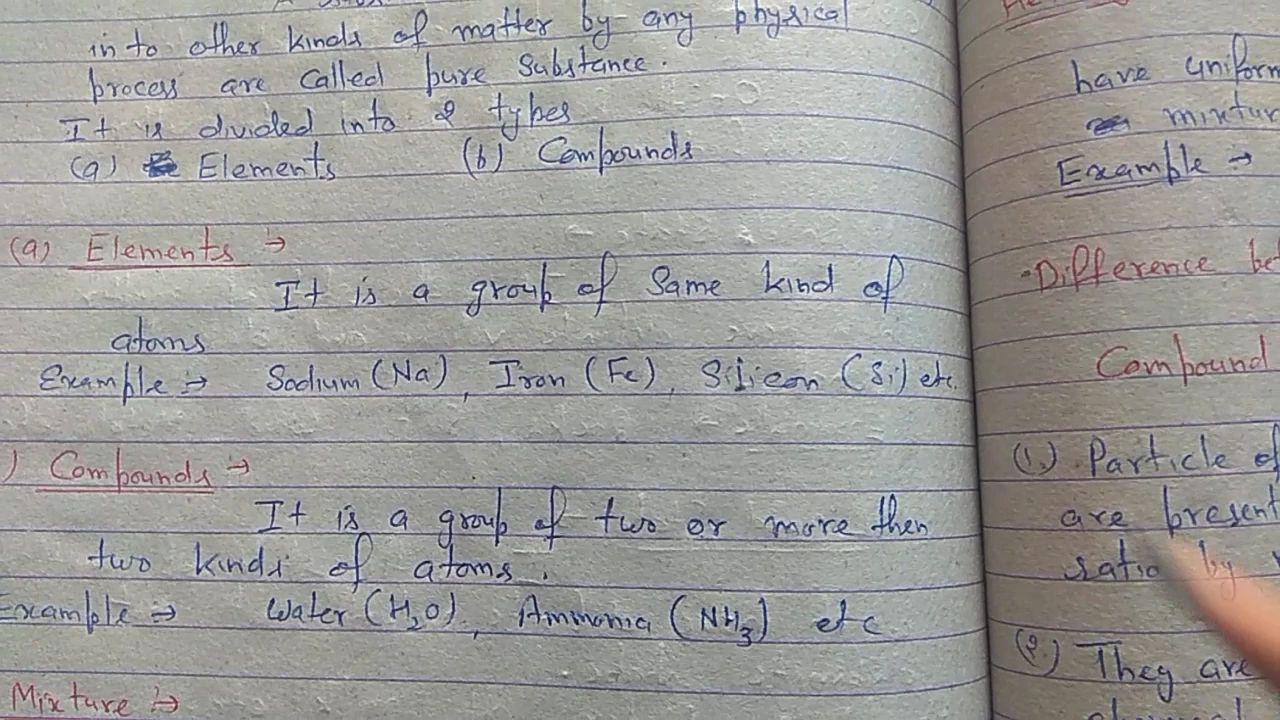 in to other kinds of matter by any physical
process are called pure substance.
It is divided into 2 types
(a) Elements (b) Compounds
(a) Elements →
It is a group of same kind of
atoms
Example → Sodium (Na), Iron (Fe), Silicon (Si) etc.
) Compounds →
It is a group of two or more then
two kinds of atoms.
Example → Water (H₂O), Ammonia (NH₃) etc
Mixture :→
have uniform
mixtur
Example →
Difference bet
Compound
(1.) Particle of
are present
ratio by
(2.) They are